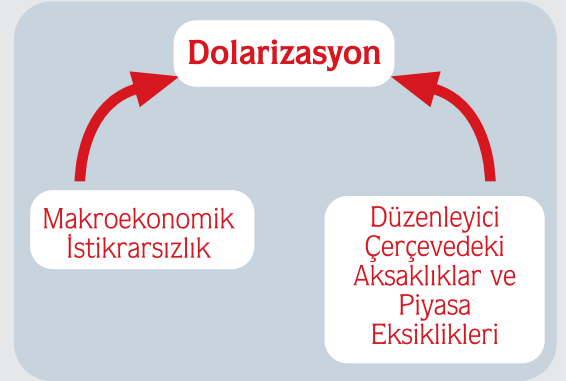 Dolarizasyon
Makroekonomik
İstikrarsızlık
Düzenleyici
Çerçevedeki
Aksaklıklar ve
Piyasa
Eksiklikleri